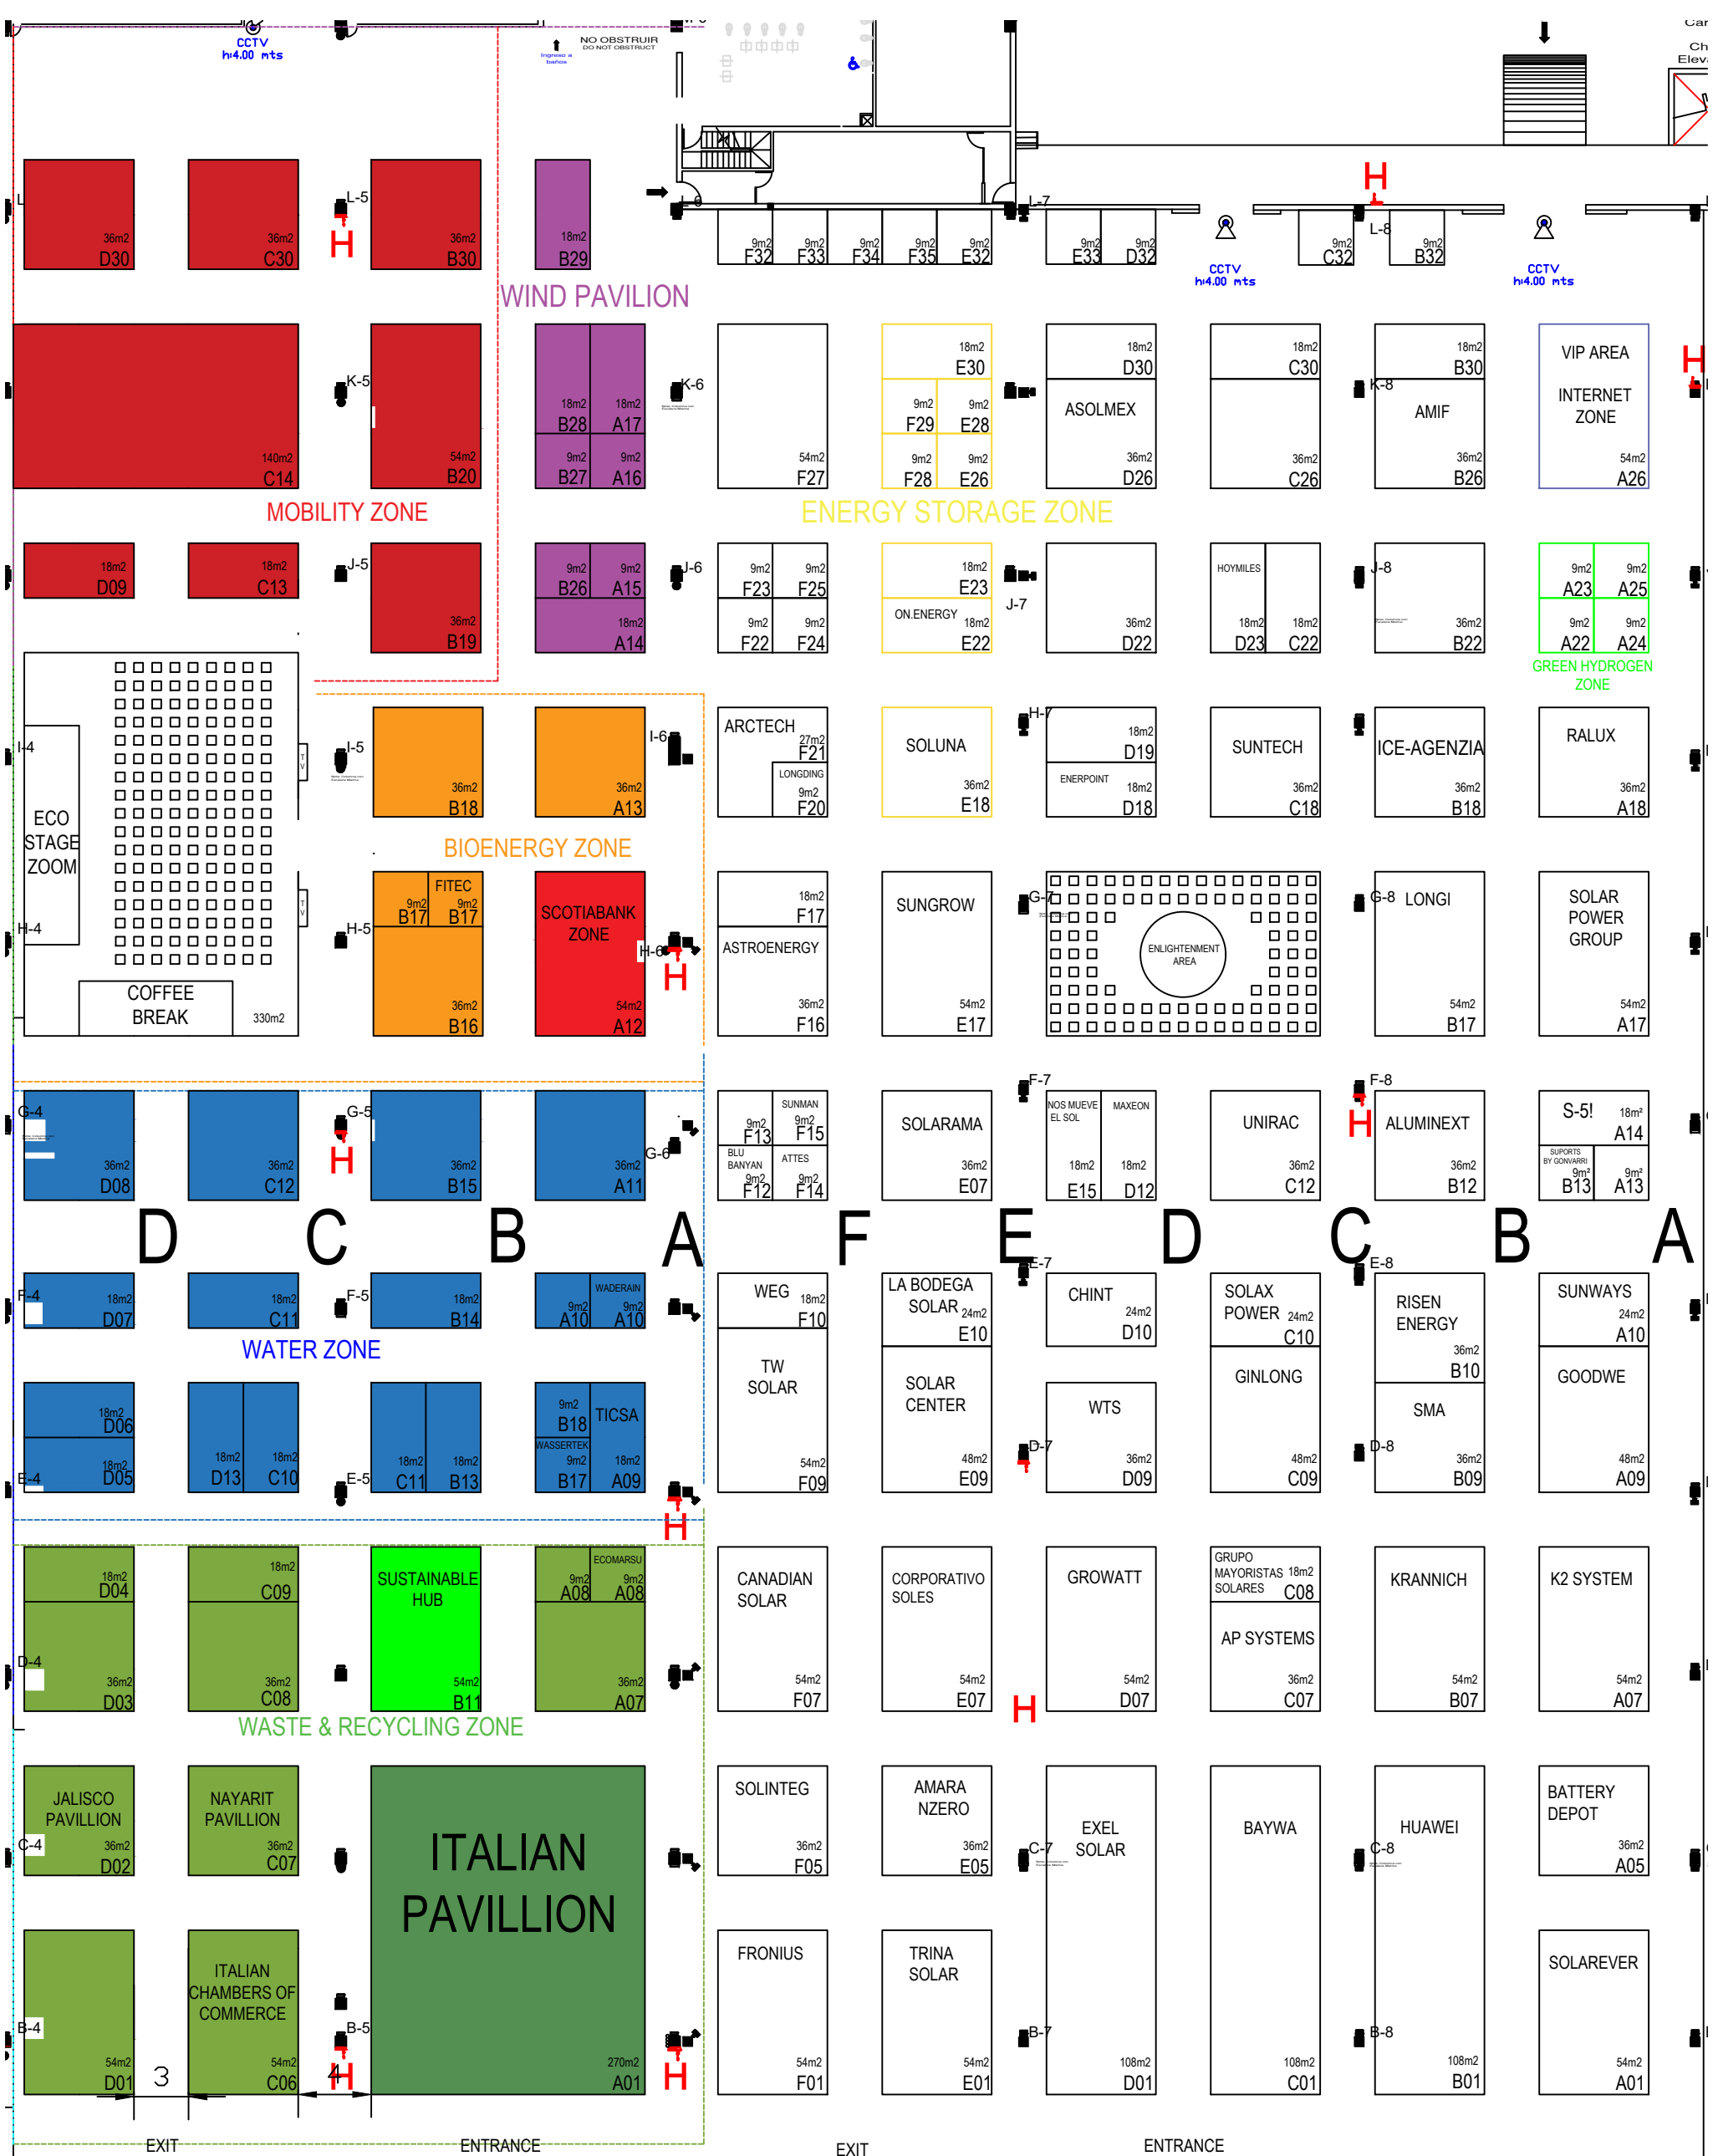 CCTV
h:4.00 mts
Ingreso a
baños
NO OBSTRUIR
DO NOT OBSTRUCT
Ch
L
36m2
D30
36m2
C30
L-5
H
36m2
B30
18m2
B29
L-6
L-7
H
L-8
9m2
F32
9m2
F33
9m2
F34
9m2
F35
9m2
E32
9m2
E33
9m2
D32
CCTV
h:4.00 mts
9m2
C32
9m2
B32
CCTV
h:4.00 mts
WIND PAVILION
140m2
C14
K-5
54m2
B20
18m2
B28
18m2
A17
9m2
B27
9m2
A16
K-6
54m2
F27
18m2
E30
9m2
F29
9m2
E28
9m2
F28
9m2
E26
18m2
D30
ASOLMEX
36m2
D26
18m2
C30
36m2
C26
K-8
18m2
B30
AMIF
36m2
B26
VIP AREA
INTERNET
ZONE
54m2
A26
H
MOBILITY ZONE
ENERGY STORAGE ZONE
18m2
D09
18m2
C13
J-5
36m2
B19
9m2
B26
9m2
A15
18m2
A14
J-6
9m2
F23
9m2
F25
9m2
F22
9m2
F24
18m2
E23
ON.ENERGY
18m2
E22
J-7
36m2
D22
HOYMILES
18m2
D23
18m2
C22
J-8
36m2
B22
9m2
A23
9m2
A25
9m2
A22
9m2
A24
GREEN HYDROGEN
ZONE
I-4
ECO
STAGE
ZOOM
TV
I-5
36m2
B18
36m2
A13
I-6
ARCTECH
27m2
F21
LONGDING
9m2
F20
SOLUNA
36m2
E18
H-7
18m2
D19
ENERPOINT
18m2
D18
SUNTECH
36m2
C18
ICE-AGENZIA
36m2
B18
RALUX
36m2
A18
BIOENERGY ZONE
H-4
COFFEE
BREAK
330m2
TV
H-5
9m2
B17
FITEC
9m2
B17
36m2
B16
SCOTIABANK
ZONE
54m2
A12
H-6
H
18m2
F17
ASTROENERGY
36m2
F16
SUNGROW
54m2
E17
G-7
ENLIGHTENMENT
AREA
G-8
LONGI
54m2
B17
SOLAR
POWER
GROUP
54m2
A17
G-4
36m2
D08
36m2
C12
G-5
H
36m2
B15
36m2
A11
G-6
9m2
F13
SUNMAN
9m2
F15
BLU
BANYAN
9m2
F12
ATTES
9m2
F14
SOLARAMA
36m2
E07
F-7
NOS MUEVE
EL SOL
18m2
E15
MAXEON
18m2
D12
UNIRAC
36m2
C12
F-8
H
ALUMINEXT
36m2
B12
S-5!
18m²
A14
SUPORTS
BY GONVARRI
9m²
B13
9m²
A13
D C B A F E D C B A
F-4
18m2
D07
18m2
C11
F-5
18m2
B14
9m2
A10
WADERAIN
9m2
A10
WEG
18m2
F10
LA BODEGA
SOLAR
24m2
E10
E-7
CHINT
24m2
D10
SOLAX
POWER
24m2
C10
E-8
RISEN
ENERGY
36m2
B10
SUNWAYS
24m2
A10
WATER ZONE
18m2
D06
18m2
D05
E-4
18m2
D13
18m2
C10
E-5
18m2
C11
18m2
B13
9m2
B18
WASSERTEK
9m2
B17
TICSA
18m2
A09
H
TW
SOLAR
54m2
F09
SOLAR
CENTER
48m2
E09
D-7
WTS
36m2
D09
GINLONG
48m2
C09
D-8
SMA
36m2
B09
GOODWE
48m2
A09
18m2
D04
D-4
36m2
D03
18m2
C09
36m2
C08
SUSTAINABLE
HUB
54m2
B11
9m2
A08
ECOMARSU
9m2
A08
36m2
A07
CANADIAN
SOLAR
54m2
F07
CORPORATIVO
SOLES
54m2
E07
H
GROWATT
54m2
D07
GRUPO
MAYORISTAS
SOLARES
18m2
C08
AP SYSTEMS
36m2
C07
KRANNICH
54m2
B07
K2 SYSTEM
54m2
A07
WASTE & RECYCLING ZONE
JALISCO
PAVILLION
C-4
36m2
D02
NAYARIT
PAVILLION
36m2
C07
ITALIAN
PAVILLION
270m2
A01
SOLINTEG
36m2
F05
AMARA
NZERO
36m2
E05
C-7
EXEL
SOLAR
108m2
D01
BAYWA
108m2
C01
C-8
HUAWEI
108m2
B01
BATTERY
DEPOT
36m2
A05
B-4
54m2
D01
3
ITALIAN
CHAMBERS OF
COMMERCE
54m2
C06
B-5
H
4
H
FRONIUS
54m2
F01
TRINA
SOLAR
54m2
E01
B-7
B-8
SOLAREVER
54m2
A01
EXIT
ENTRANCE
EXIT
ENTRANCE